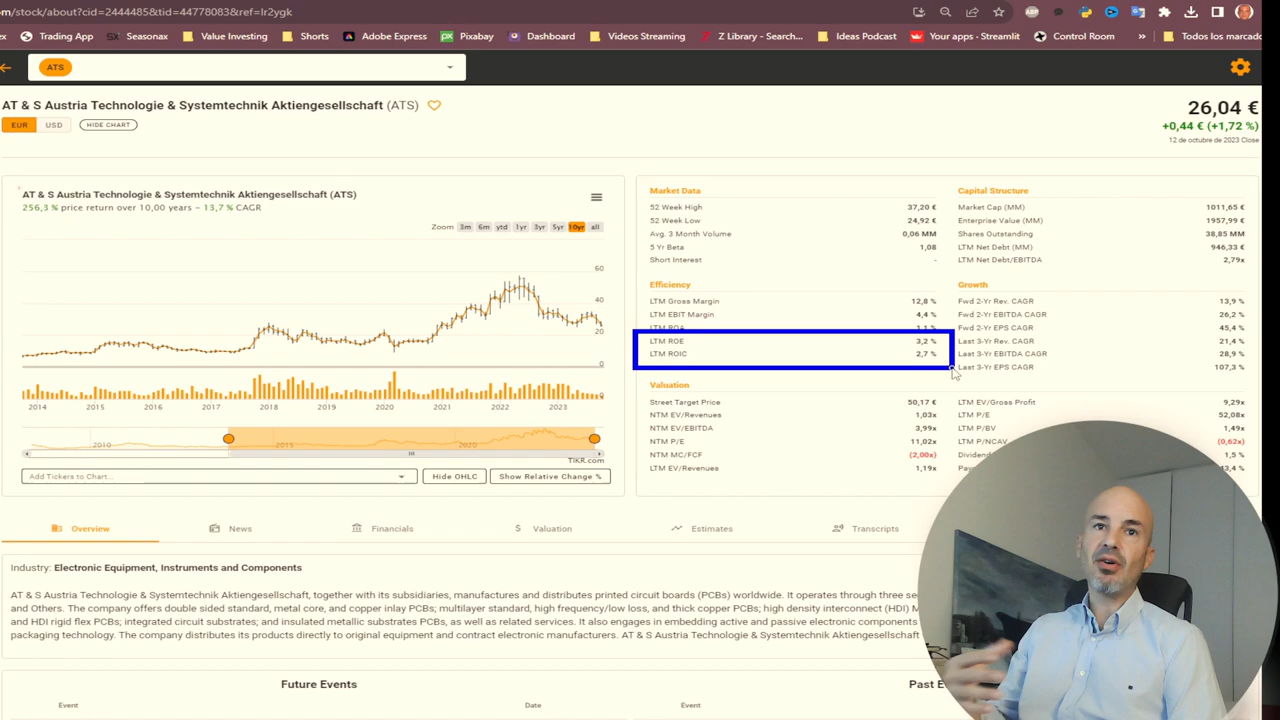 om/stock/about?cid=2444485&tid=44778083&ref=lr2ygk
ex Trading App Seasonax Value Investing Shorts Adobe Express Pixabay Dashboard Videos Streaming Z Library - Search... Ideas Podcast Your apps · Streamlit Control Room » Todos los marcado
ATS
AT & S Austria Technologie & Systemtechnik Aktiengesellschaft (ATS)
26,04 €
EUR USD HIDE CHART
+0,44 € (+1,72 %)
12 de octubre de 2023 Close
AT & S Austria Technologie & Systemtechnik Aktiengesellschaft (ATS)
256,3 % price return over 10,00 years – 13,7 % CAGR
Zoom 3m 6m ytd 1yr 3yr 5yr 10yr all
60
40
20
0
0
2014 2015 2016 2017 2018 2019 2020 2021 2022 2023
2010 2015 2020
TIKR.com
Add Tickers to Chart... Hide OHLC Show Relative Change %
Market Data
52 Week High 37,20 €
52 Week Low 24,92 €
Avg. 3 Month Volume 0,06 MM
5 Yr Beta 1,08
Short Interest -
Efficiency
LTM Gross Margin 12,8 %
LTM EBIT Margin 4,4 %
LTM ROA 1,1 %
LTM ROE 3,2 %
LTM ROIC 2,7 %
Valuation
Street Target Price 50,17 €
NTM EV/Revenues 1,03x
NTM EV/EBITDA 3,99x
NTM P/E 11,02x
NTM MC/FCF (2,00x)
LTM EV/Revenues 1,19x
Capital Structure
Market Cap (MM) 1011,65 €
Enterprise Value (MM) 1957,99 €
Shares Outstanding 38,85 MM
LTM Net Debt (MM) 946,33 €
LTM Net Debt/EBITDA 2,79x
Growth
Fwd 2-Yr Rev. CAGR 13,9 %
Fwd 2-Yr EBITDA CAGR 26,2 %
Fwd 2-Yr EPS CAGR 45,4 %
Last 3-Yr Rev. CAGR 21,4 %
Last 3-Yr EBITDA CAGR 28,9 %
Last 3-Yr EPS CAGR 107,3 %
LTM EV/Gross Profit 9,29x
LTM P/E 52,08x
LTM P/BV 1,49x
LTM P/NCAV (0,62x)
Dividend 1,5 %
Pay 3,4 %
Overview News Financials Valuation Estimates Transcripts
Industry: Electronic Equipment, Instruments and Components
AT & S Austria Technologie & Systemtechnik Aktiengesellschaft, together with its subsidiaries, manufactures and distributes printed circuit boards (PCBs) worldwide. It operates through three se
and Others. The company offers double sided standard, metal core, and copper inlay PCBs; multilayer standard, high frequency/low loss, and thick copper PCBs; high density interconnect (HDI) M
and HDI rigid flex PCBs; integrated circuit substrates; and insulated metallic substrates PCBs, as well as related services. It also engages in embedding active and passive electronic components
packaging technology. The company distributes its products directly to original equipment and contract electronic manufacturers. AT & S Austria Technologie & Systemtechnik Aktiengesellschaft
Future Events
Past E
Event Date Event